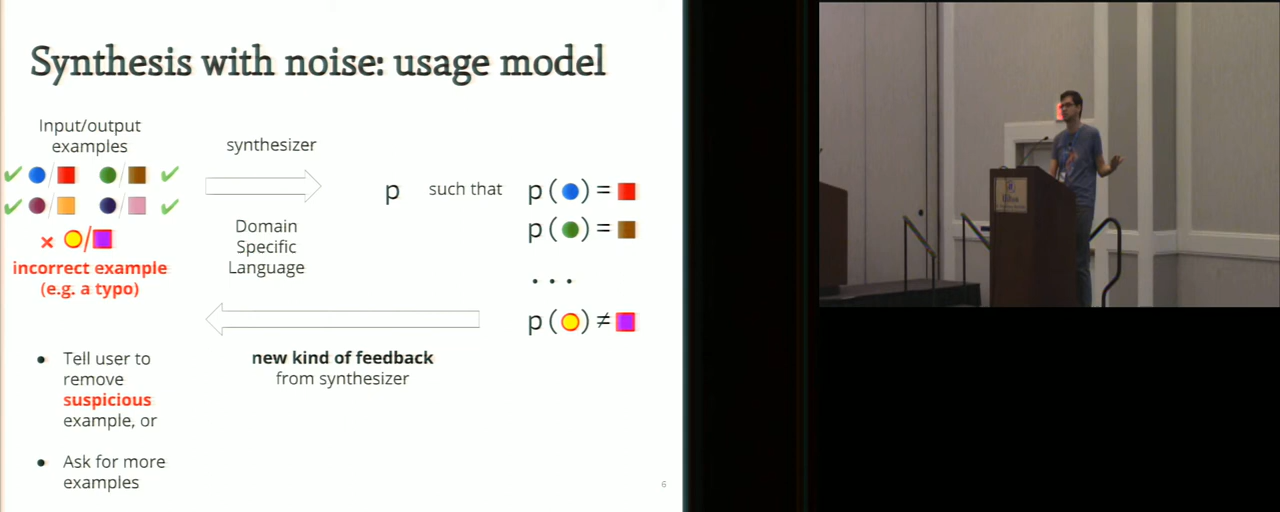 Synthesis with noise: usage model
Input/output
examples
synthesizer
p such that p ( ) =
p ( ) =
Domain
Specific
Language
incorrect example
(e.g. a typo)
...
p ( ) ≠
new kind of feedback
from synthesizer
• Tell user to
remove
suspicious
example, or
• Ask for more
examples
6